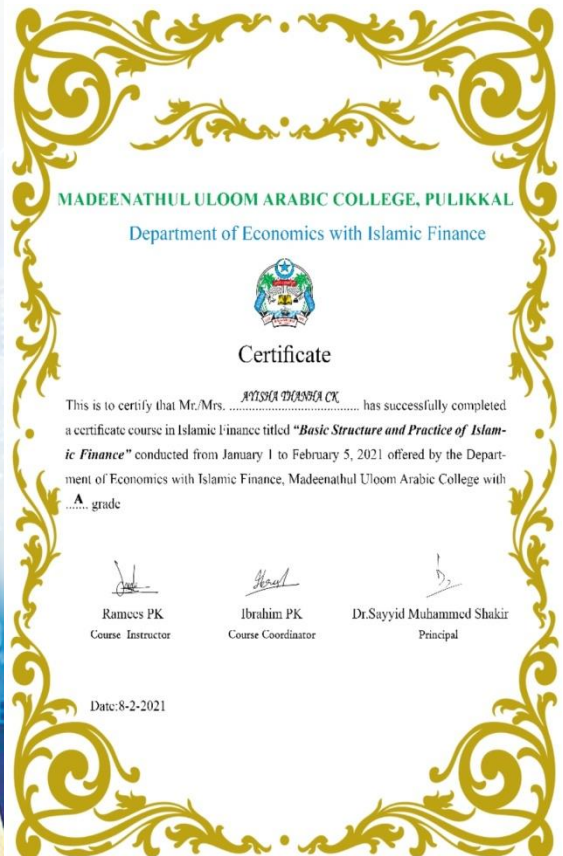 MADEENATHUL ULOOM ARABIC COLLEGE, PULIKKAL
Department of Economics with Islamic Finance
Certificate
This is to certify that Mr./Mrs. AYISHA THANHA CK has successfully completed
a certificate course in Islamic Finance titled “Basic Structure and Practice of Islam-
ic Finance” conducted from January 1 to February 5, 2021 offered by the Depart-
ment of Economics with Islamic Finance, Madeenathul Uloom Arabic College with
...A... grade
Ramees PK Ibrahim PK Dr.Sayyid Muhammed Shakir
Course Instructor Course Coordinator Principal
Date:8-2-2021